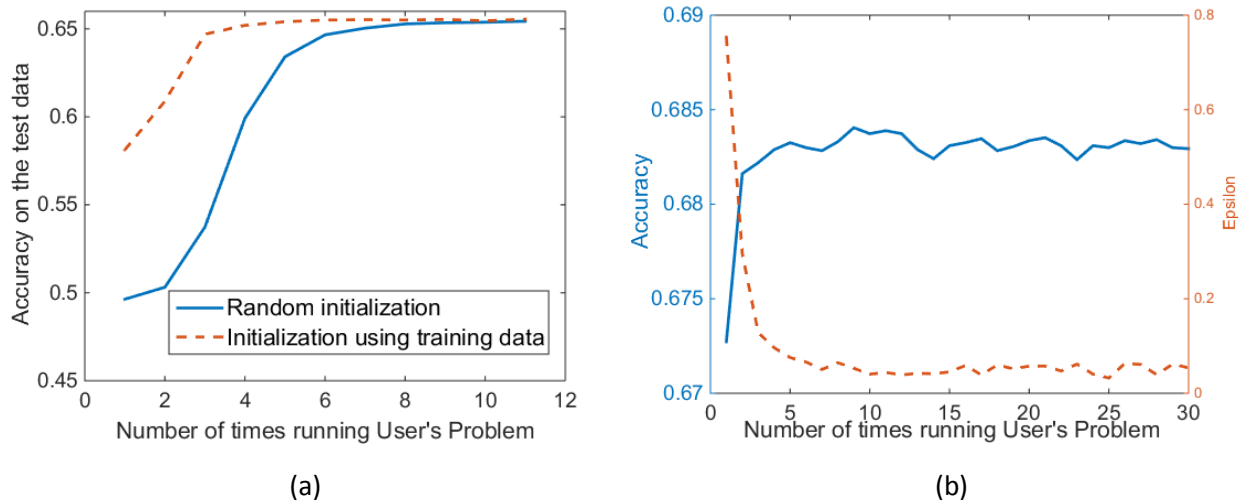 0.65
0.6
0.55
0.5
0.45
0 2 4 6 8 10 12
Accuracy on the test data
Number of times running User's Problem
Random initialization
Initialization using training data
(a)
0.69
0.685
0.68
0.675
0.67
Accuracy
0.8
0.6
0.4
0.2
0
Epsilon
0 5 10 15 20 25 30
Number of times running User's Problem
(b)